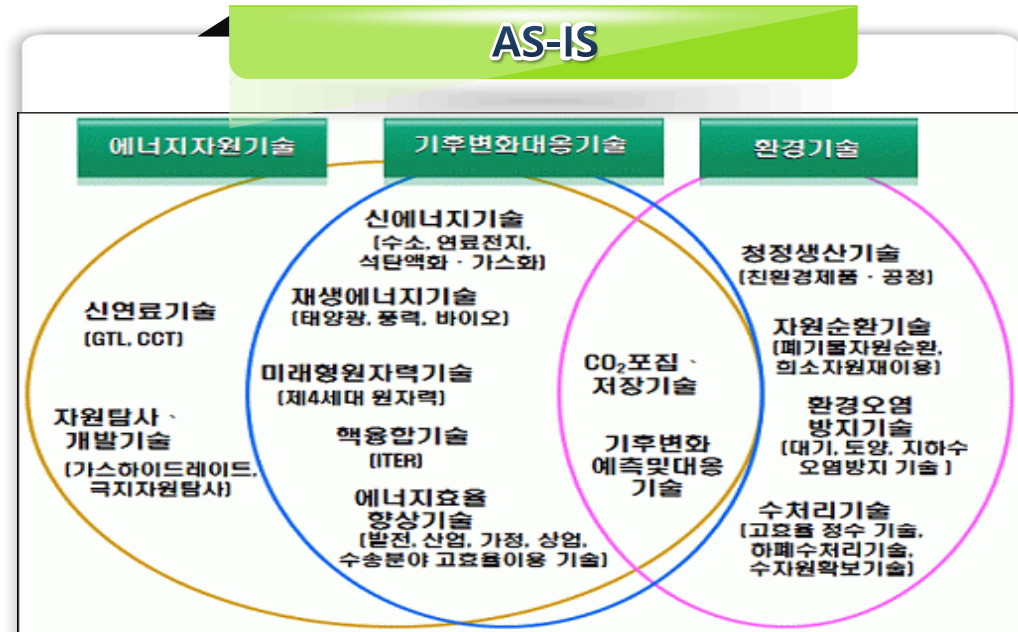 AS-IS
에너지자원기술
기후변화대응기술
환경기술
신연료기술
(GTL, CCT)
자원탐사、
개발기술
(가스하이드레이드,
극지자원탐사)
신에너지기술
(수소, 연료전지,
석탄액화 · 가스화)
재생에너지기술
(태양광, 풍력, 바이오)
미래형원자력기술
(제4세대 원자력)
핵융합기술
(ITER)
에너지효율
향상기술
(발전, 산업, 가정, 상업,
수송분야 고효율이용 기술)
CO₂포집、
저장기술
기후변화
예측및대응
기술
청정생산기술
(친환경제품 · 공정)
자원순환기술
(폐기물자원순환,
희소자원재이용)
환경오염
방지기술
(대기, 도양, 지하수
오염방지 기술 )
수처리기술
(고효율 정수 기술,
하폐수처리기술,
수자원확보기술)